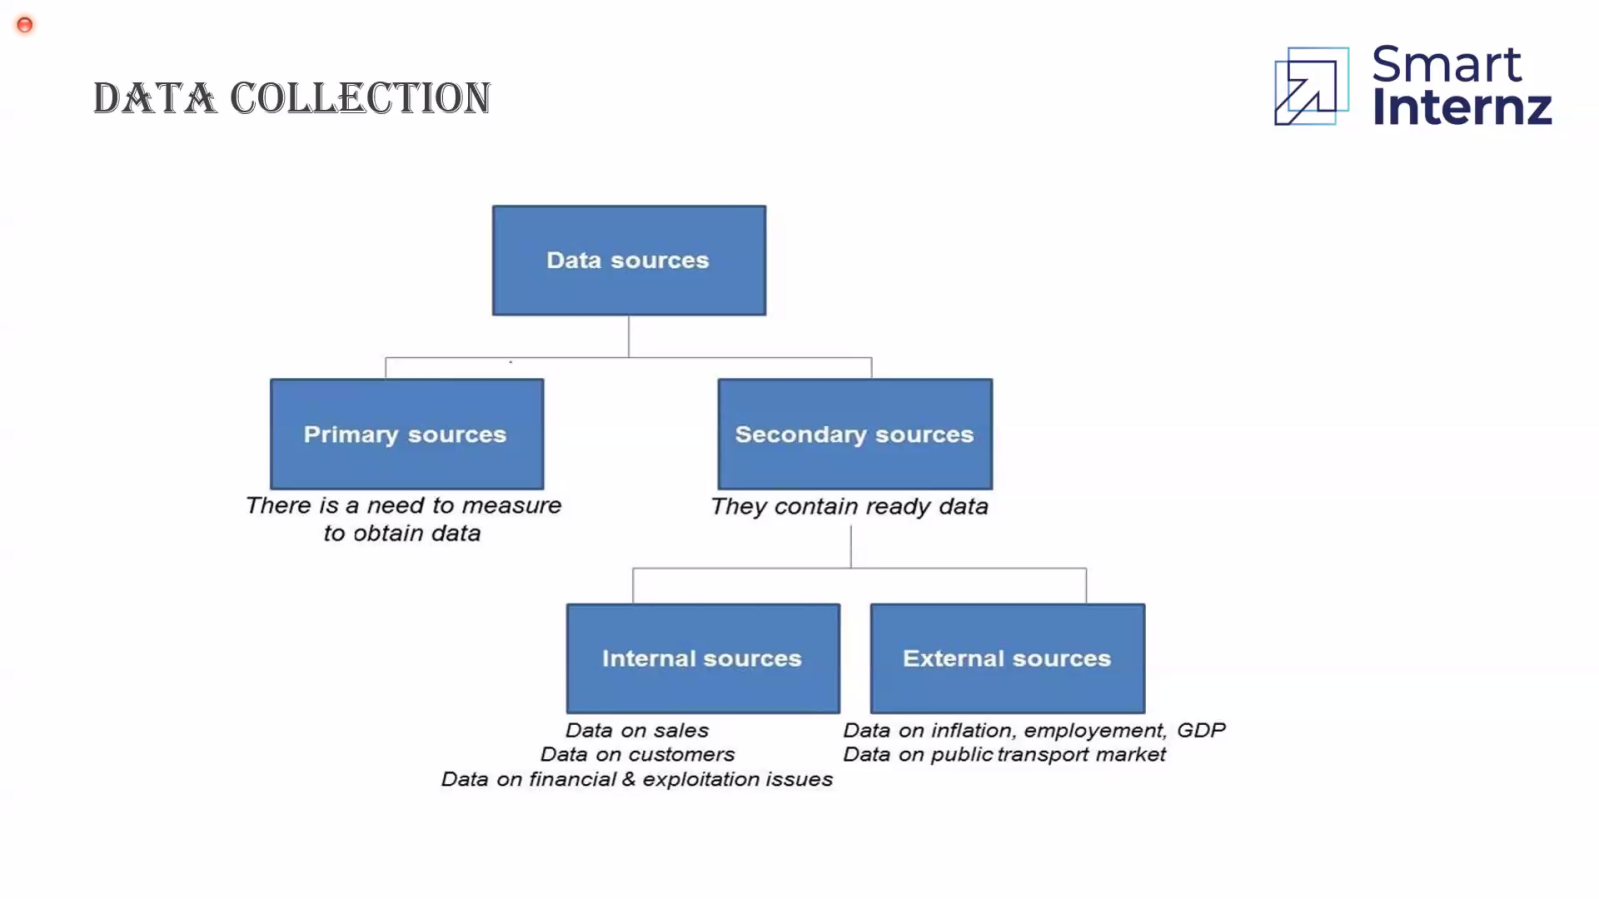 Smart
Internz
DATA COLLECTION
Data sources
Primary sources
There is a need to measure
to obtain data
Secondary sources
They contain ready data
Internal sources
Data on sales
Data on customers
Data on financial & exploitation issues
External sources
Data on inflation, employement, GDP
Data on public transport market